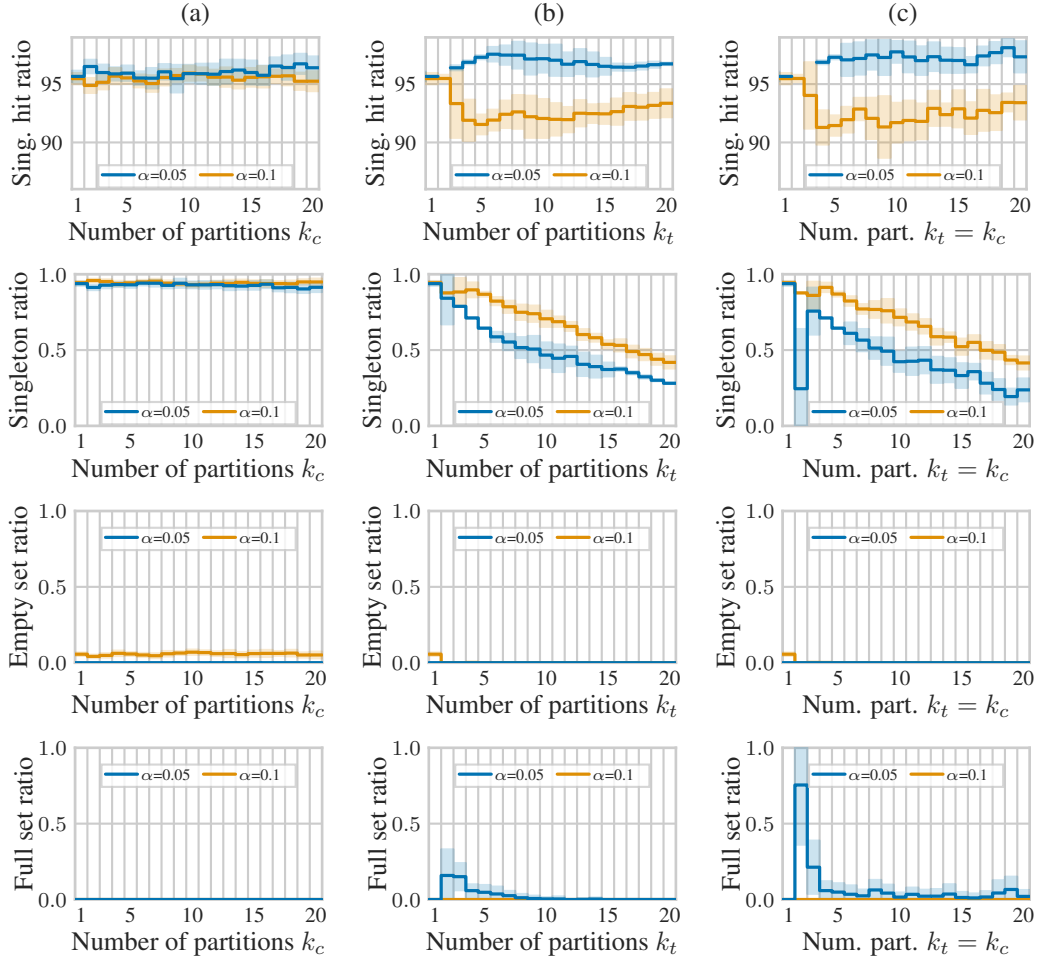 (a)
(b)
(c)
Sing. hit ratio
95
90
α=0.05 α=0.1
1 5 10 15 20
Number of partitions k_c
Sing. hit ratio
95
90
α=0.05 α=0.1
1 5 10 15 20
Number of partitions k_t
Sing. hit ratio
95
90
α=0.05 α=0.1
1 5 10 15 20
Num. part. k_t = k_c
Singleton ratio
1.0
0.5
0.0
α=0.05 α=0.1
1 5 10 15 20
Number of partitions k_c
Singleton ratio
1.0
0.5
0.0
α=0.05 α=0.1
1 5 10 15 20
Number of partitions k_t
Singleton ratio
1.0
0.5
0.0
α=0.05 α=0.1
1 5 10 15 20
Num. part. k_t = k_c
Empty set ratio
1.0
0.5
0.0
α=0.05 α=0.1
1 5 10 15 20
Number of partitions k_c
Empty set ratio
1.0
0.5
0.0
α=0.05 α=0.1
1 5 10 15 20
Number of partitions k_t
Empty set ratio
1.0
0.5
0.0
α=0.05 α=0.1
1 5 10 15 20
Num. part. k_t = k_c
Full set ratio
1.0
0.5
0.0
α=0.05 α=0.1
1 5 10 15 20
Number of partitions k_c
Full set ratio
1.0
0.5
0.0
α=0.05 α=0.1
1 5 10 15 20
Number of partitions k_t
Full set ratio
1.0
0.5
0.0
α=0.05 α=0.1
1 5 10 15 20
Num. part. k_t = k_c